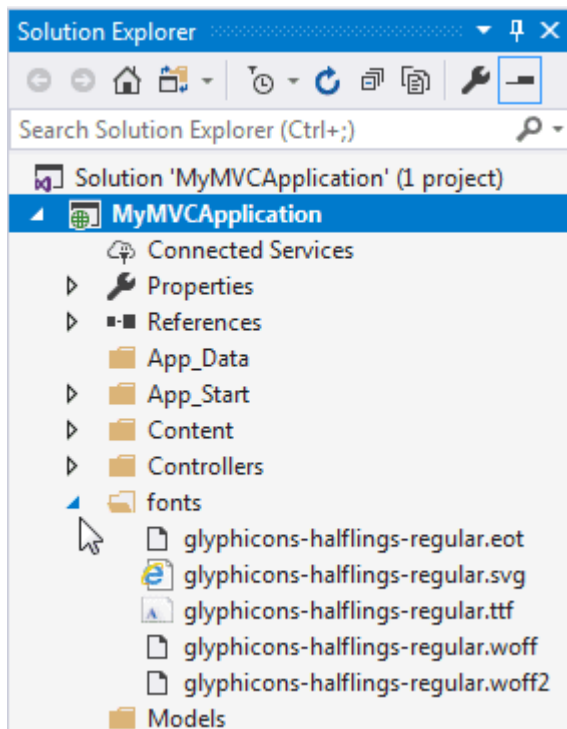 Solution Explorer
Search Solution Explorer (Ctrl+;)
Solution 'MyMVCApplication' (1 project)
MyMVCApplication
Connected Services
Properties
References
App_Data
App_Start
Content
Controllers
fonts
glyphicons-halflings-regular.eot
glyphicons-halflings-regular.svg
glyphicons-halflings-regular.ttf
glyphicons-halflings-regular.woff
glyphicons-halflings-regular.woff2
Models